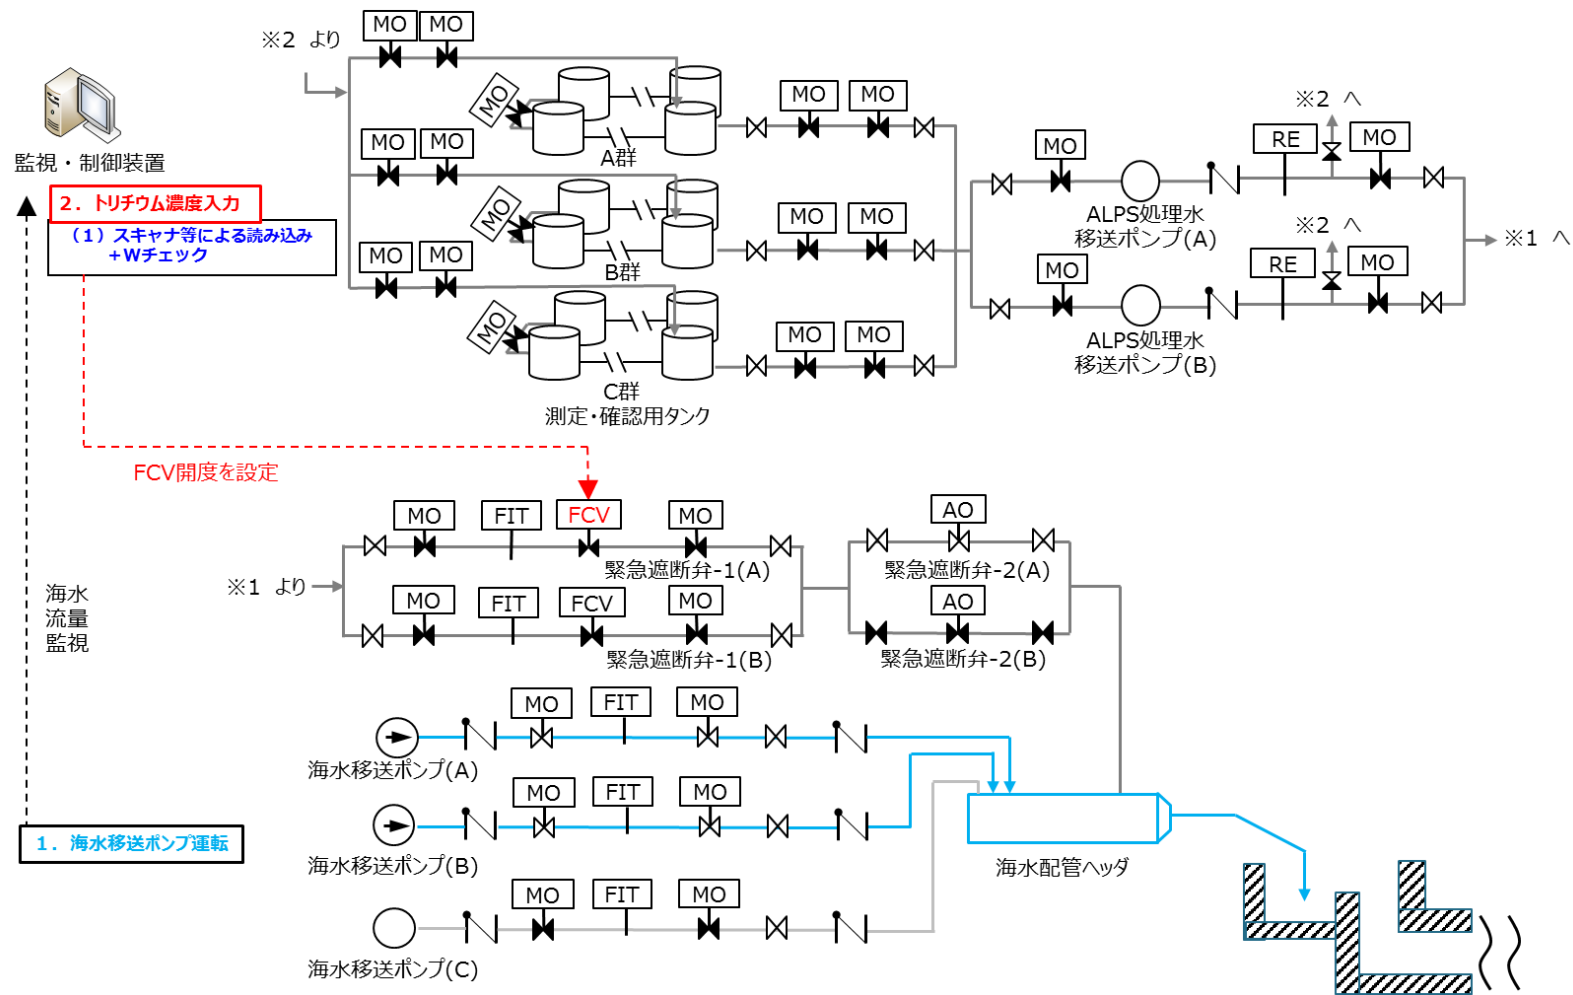 ※2 より
MO
MO
MO
MO
MO
MO
MO
MO
MO
A群
B群
C群
測定・確認用タンク
MO
MO
MO
MO
MO
MO
MO
RE
※2 へ
MO
ALPS処理水
移送ポンプ(A)
MO
RE
※2 へ
MO
ALPS処理水
移送ポンプ(B)
※1 へ
監視・制御装置
2．トリチウム濃度入力
（1）スキャナ等による読み込み
＋Wチェック
FCV開度を設定
海水
流量
監視
※1 より
MO
FIT
FCV
MO
緊急遮断弁-1(A)
MO
FIT
FCV
MO
緊急遮断弁-1(B)
AO
緊急遮断弁-2(A)
AO
緊急遮断弁-2(B)
MO
FIT
MO
海水移送ポンプ(A)
MO
FIT
MO
海水移送ポンプ(B)
MO
FIT
MO
海水移送ポンプ(C)
1．海水移送ポンプ運転
海水配管ヘッダ